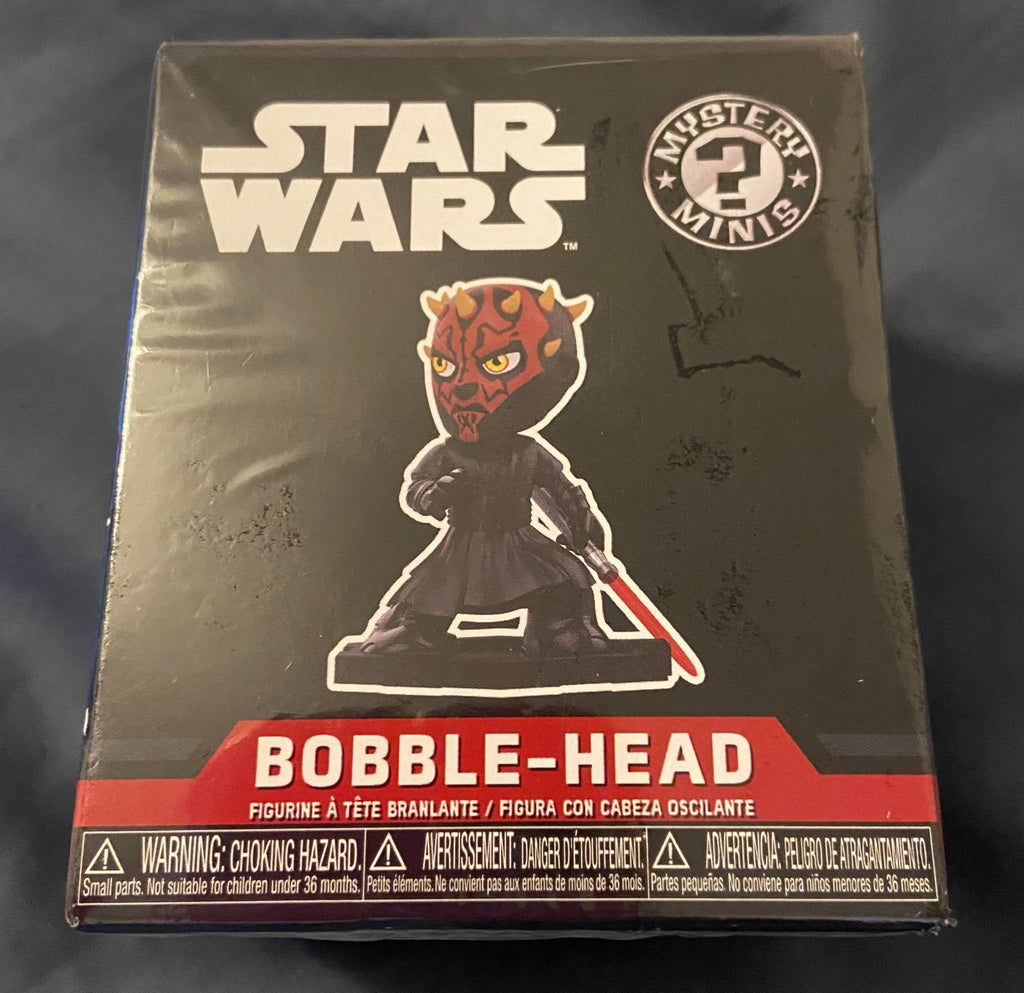 STAR
WARS™
MYSTERY
?
MINIS
BOBBLE-HEAD
FIGURINE À TÊTE BRANLANTE / FIGURA CON CABEZA OSCILANTE
WARNING: CHOKING HAZARD.
Small parts. Not suitable for children under 36 months.
AVERTISSEMENT: DANGER D'ÉTOUFFEMENT.
Petits éléments. Ne convient pas aux enfants de moins de 36 mois.
ADVERTENCIA: PELIGRO DE ATRAGANTAMIENTO.
Partes pequeñas. No conviene para niños menores de 36 meses.